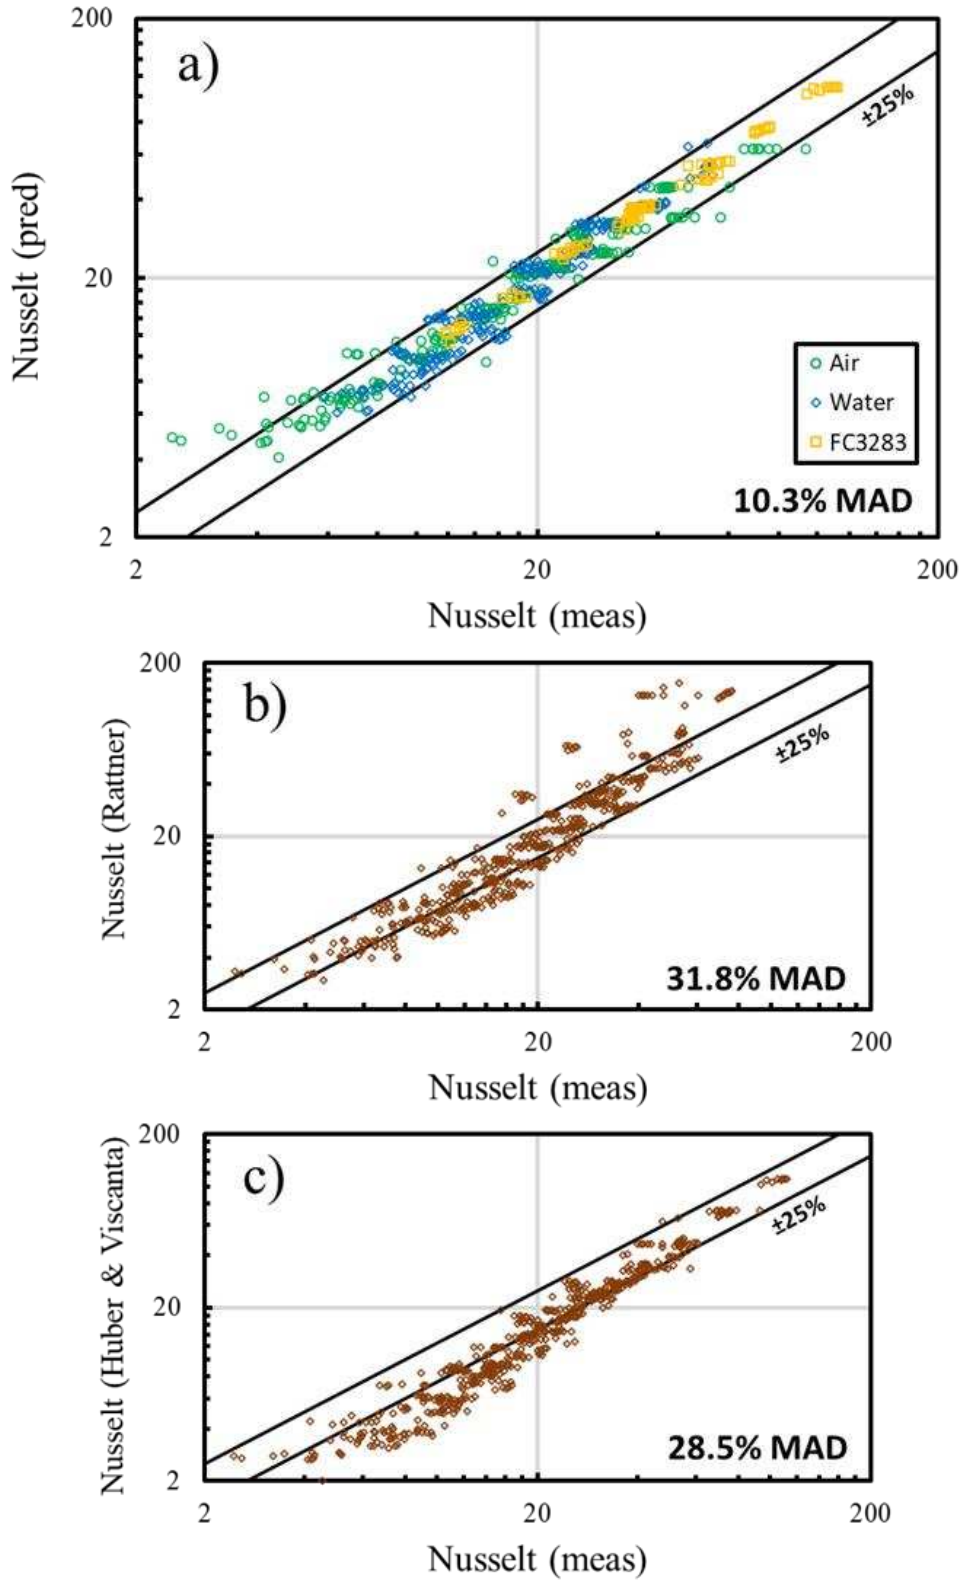 200
a)
±25%
Nusselt (pred)
20
Air
Water
FC3283
10.3% MAD
2
2
20
200
Nusselt (meas)
200
b)
±25%
Nusselt (Rattner)
20
31.8% MAD
2
2
20
200
Nusselt (meas)
200
c)
±25%
Nusselt (Huber & Viscanta)
20
28.5% MAD
2
2
20
200
Nusselt (meas)